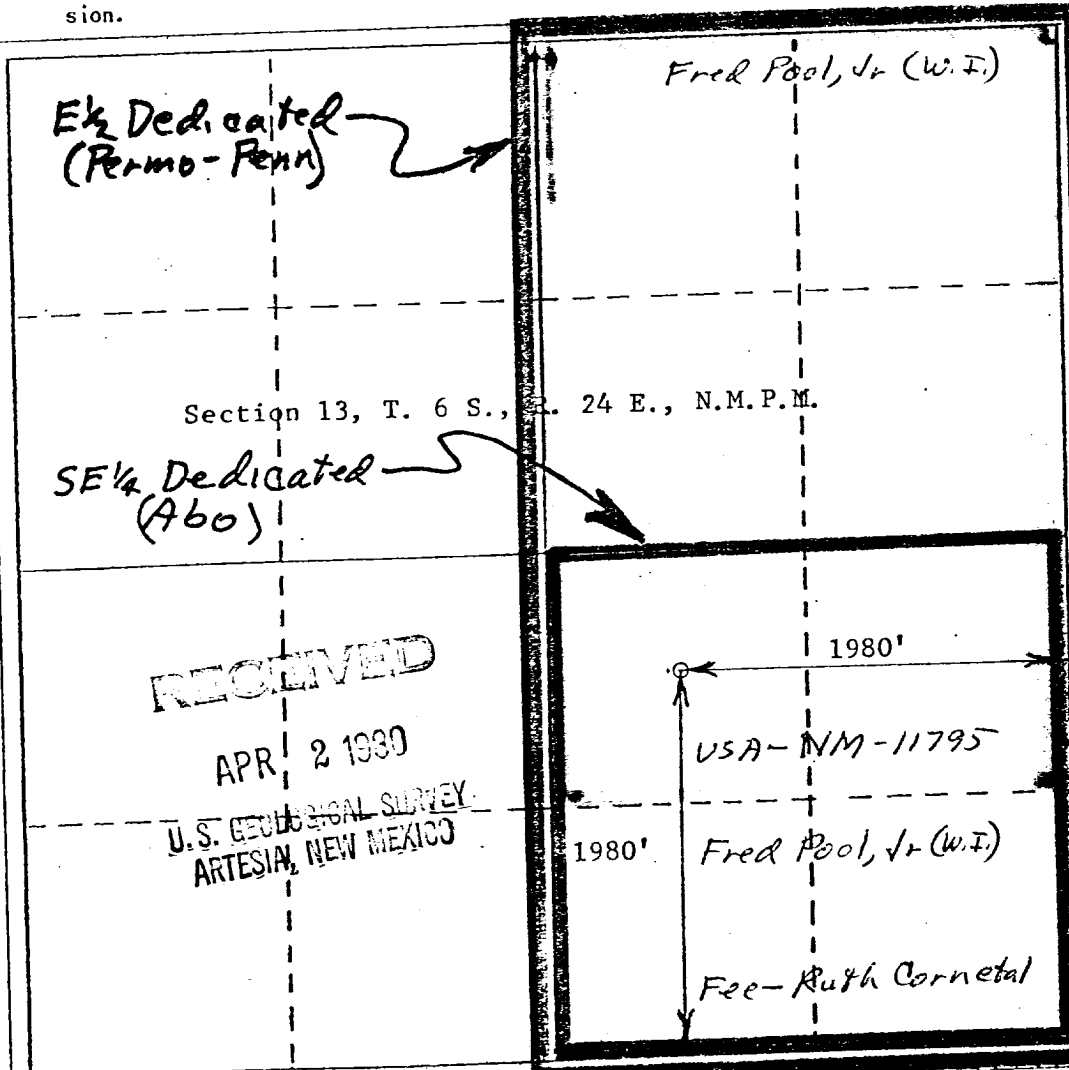 sion.
Fred Pool, Jr (W.I.)
E½ Dedicated
(Permo-Penn)
Section 13, T. 6 S., R. 24 E., N.M.P.M.
SE¼ Dedicated
(Abo)
RECEIVED
APR 2 1980
U.S. GEOLOGICAL SURVEY
ARTESIA, NEW MEXICO
1980'
USA-NM-11795
1980'
Fred Pool, Jr (W.I.)
Fee-Ruth Cornetal